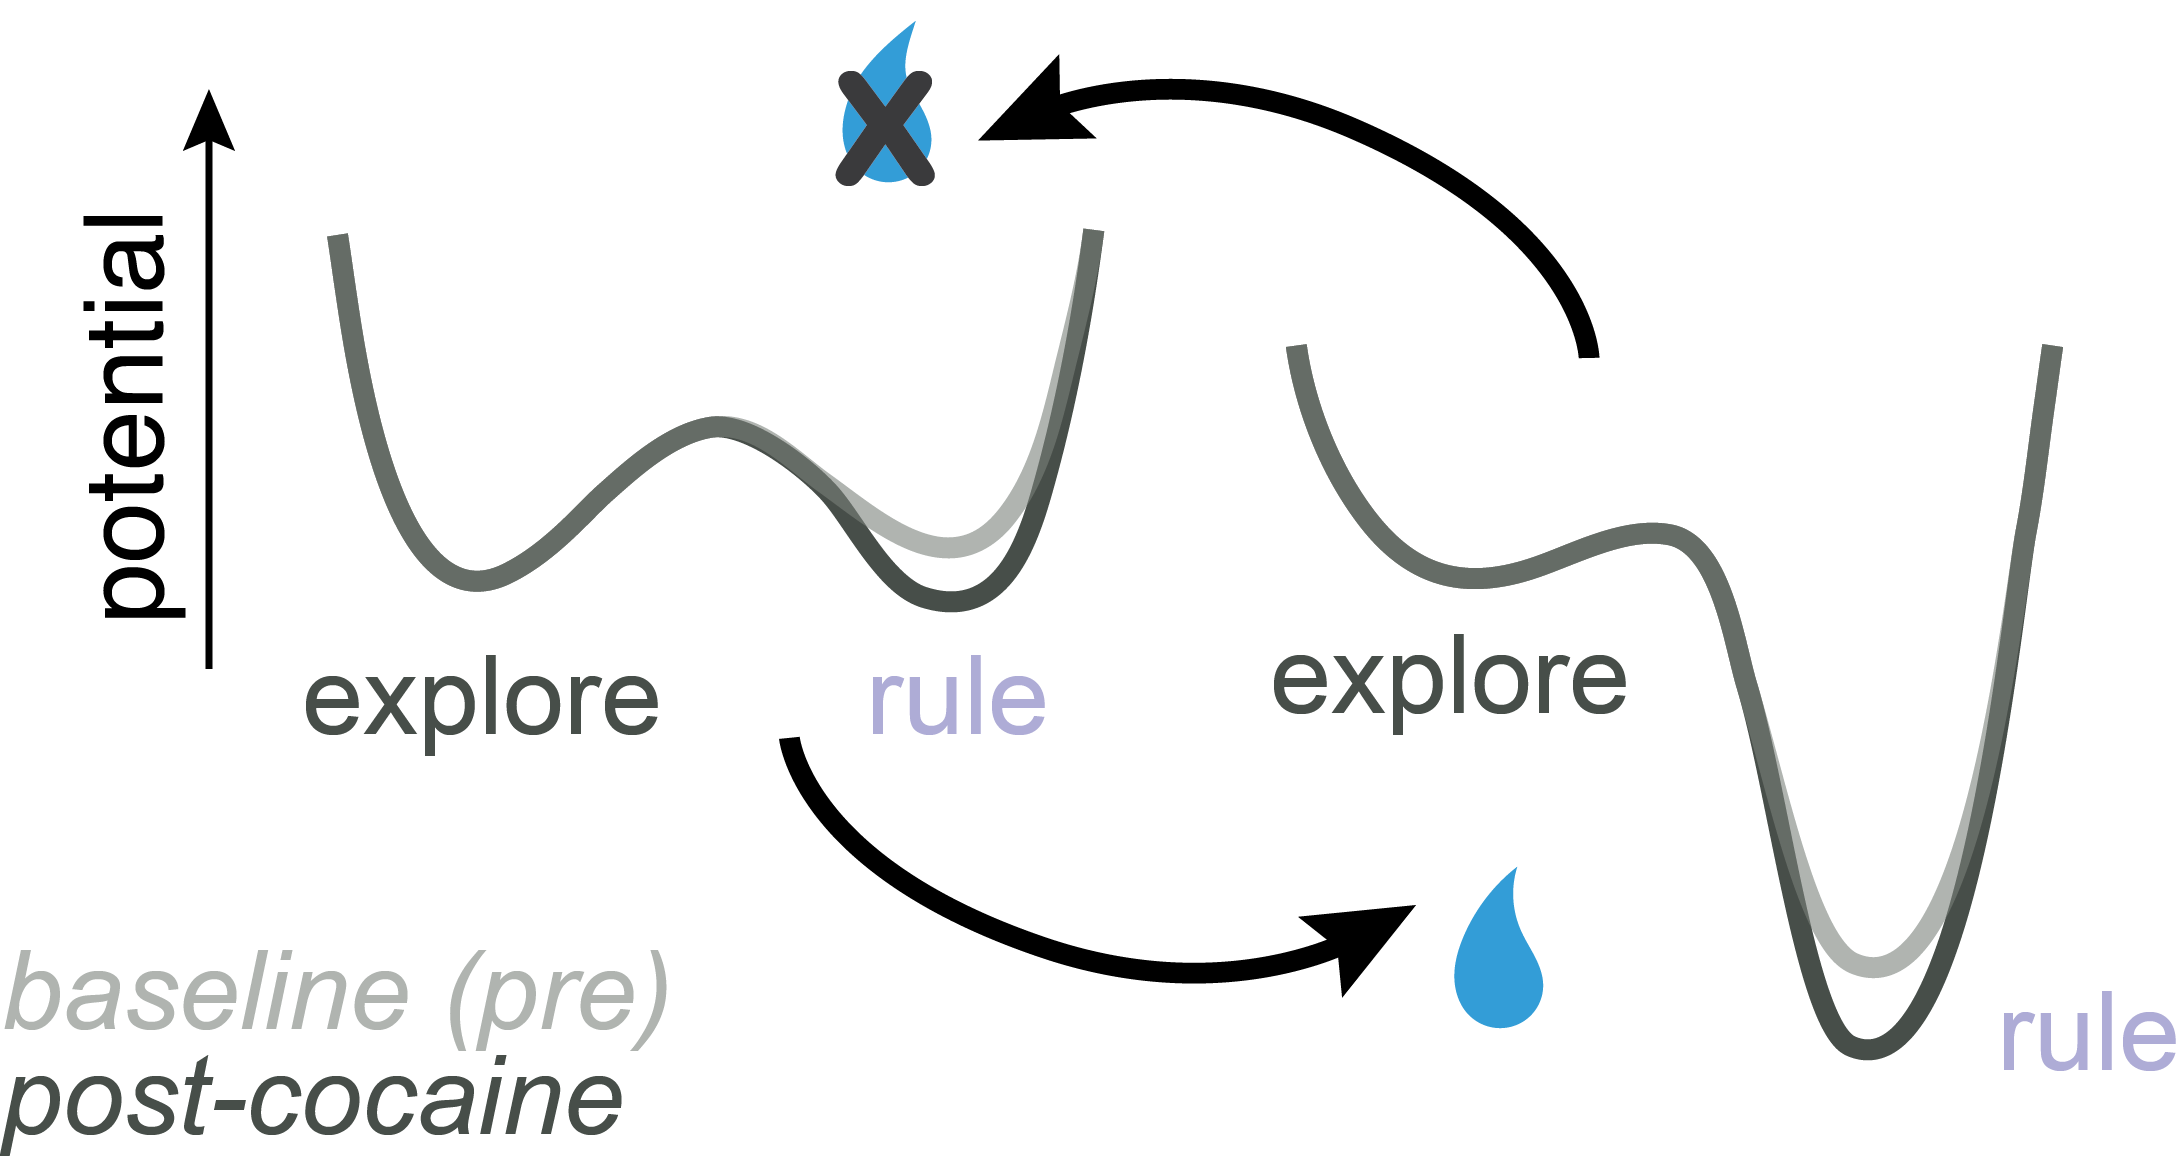 potential
explore
rule
explore
rule
baseline (pre)
post-cocaine